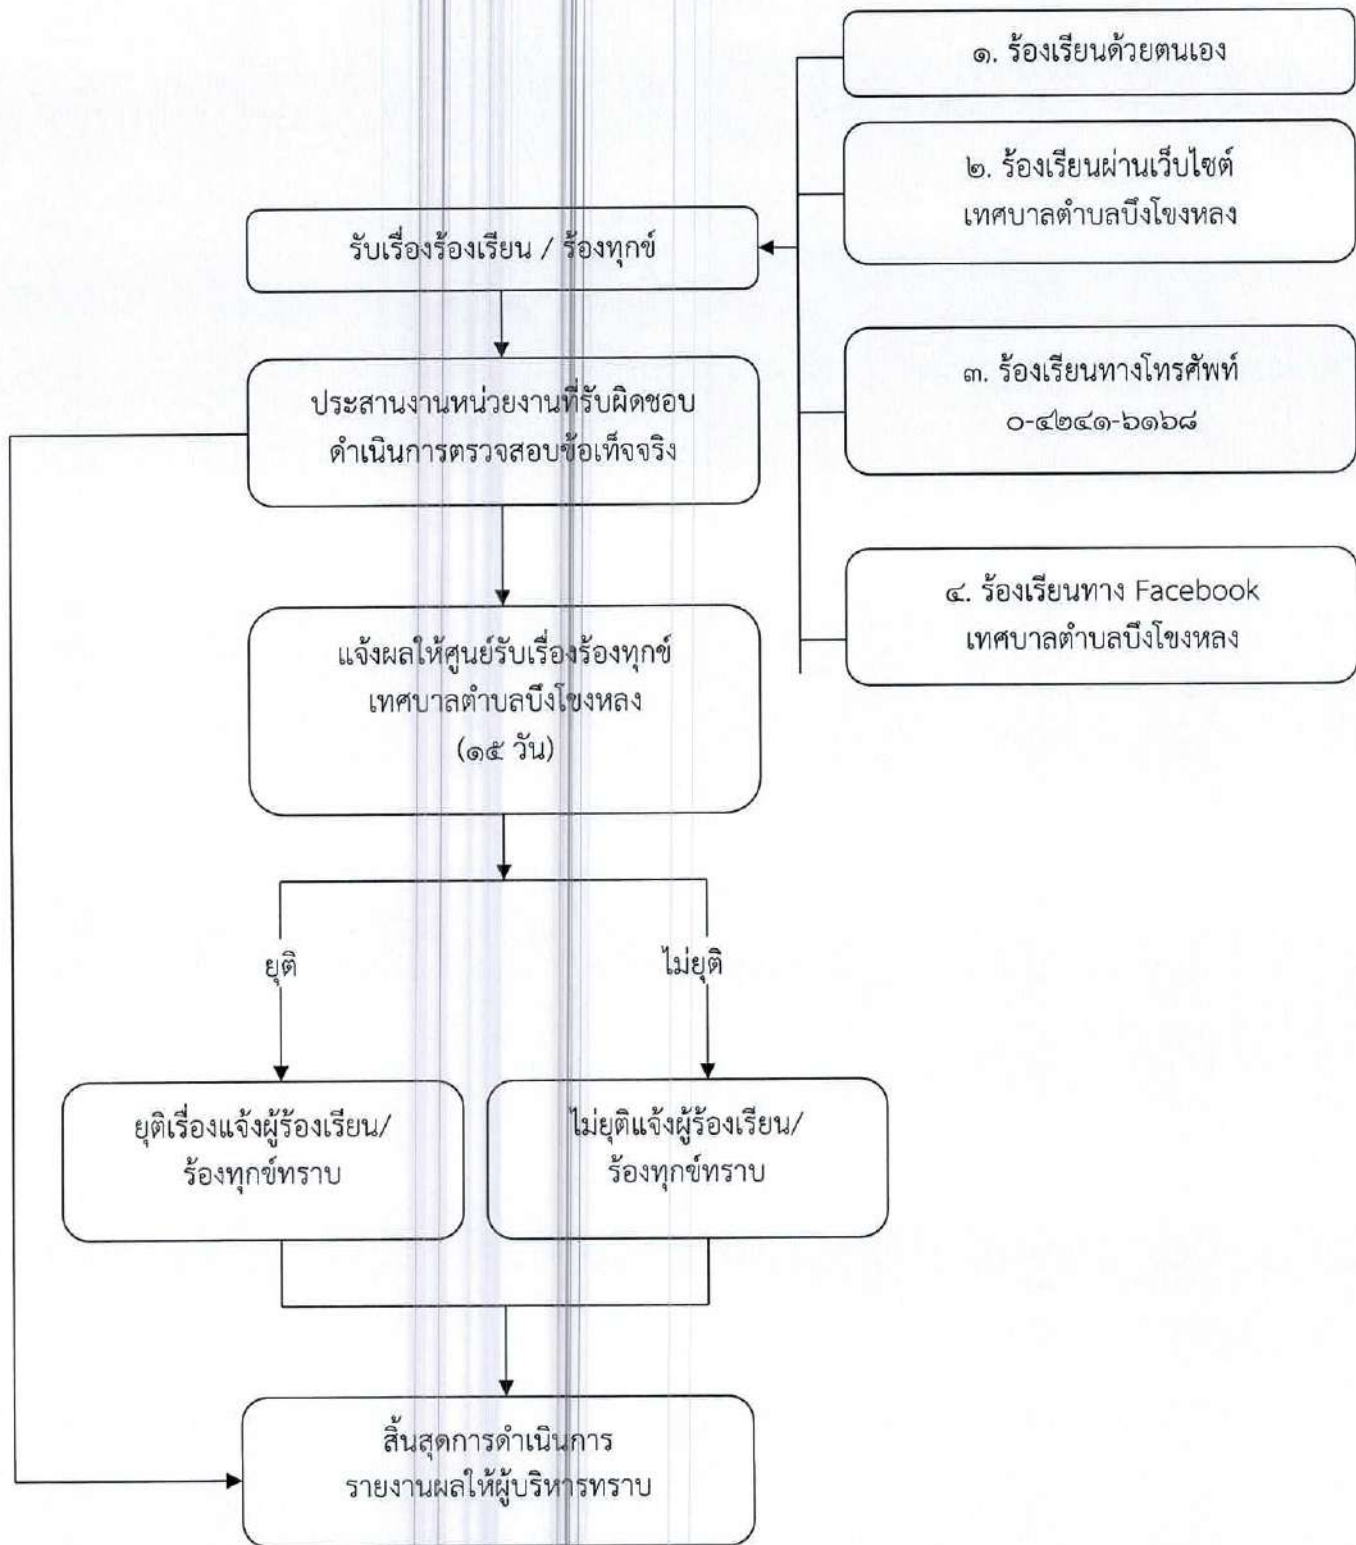 ๑. ร้องเรียนด้วยตนเอง
๒. ร้องเรียนผ่านเว็บไซต์
เทศบาลตำบลบึงโขงหลง
๓. ร้องเรียนทางโทรศัพท์
๐-๔๒๔๑-๖๑๖๘
๔. ร้องเรียนทาง Facebook
เทศบาลตำบลบึงโขงหลง
รับเรื่องร้องเรียน / ร้องทุกข์
ประสานงานหน่วยงานที่รับผิดชอบ
ดำเนินการตรวจสอบข้อเท็จจริง
แจ้งผลให้ศูนย์รับเรื่องร้องทุกข์
เทศบาลตำบลบึงโขงหลง
(๑๕ วัน)
ยุติ
ไม่ยุติ
ยุติเรื่องแจ้งผู้ร้องเรียน/
ร้องทุกข์ทราบ
ไม่ยุติแจ้งผู้ร้องเรียน/
ร้องทุกข์ทราบ
สิ้นสุดการดำเนินการ
รายงานผลให้ผู้บริหารทราบ